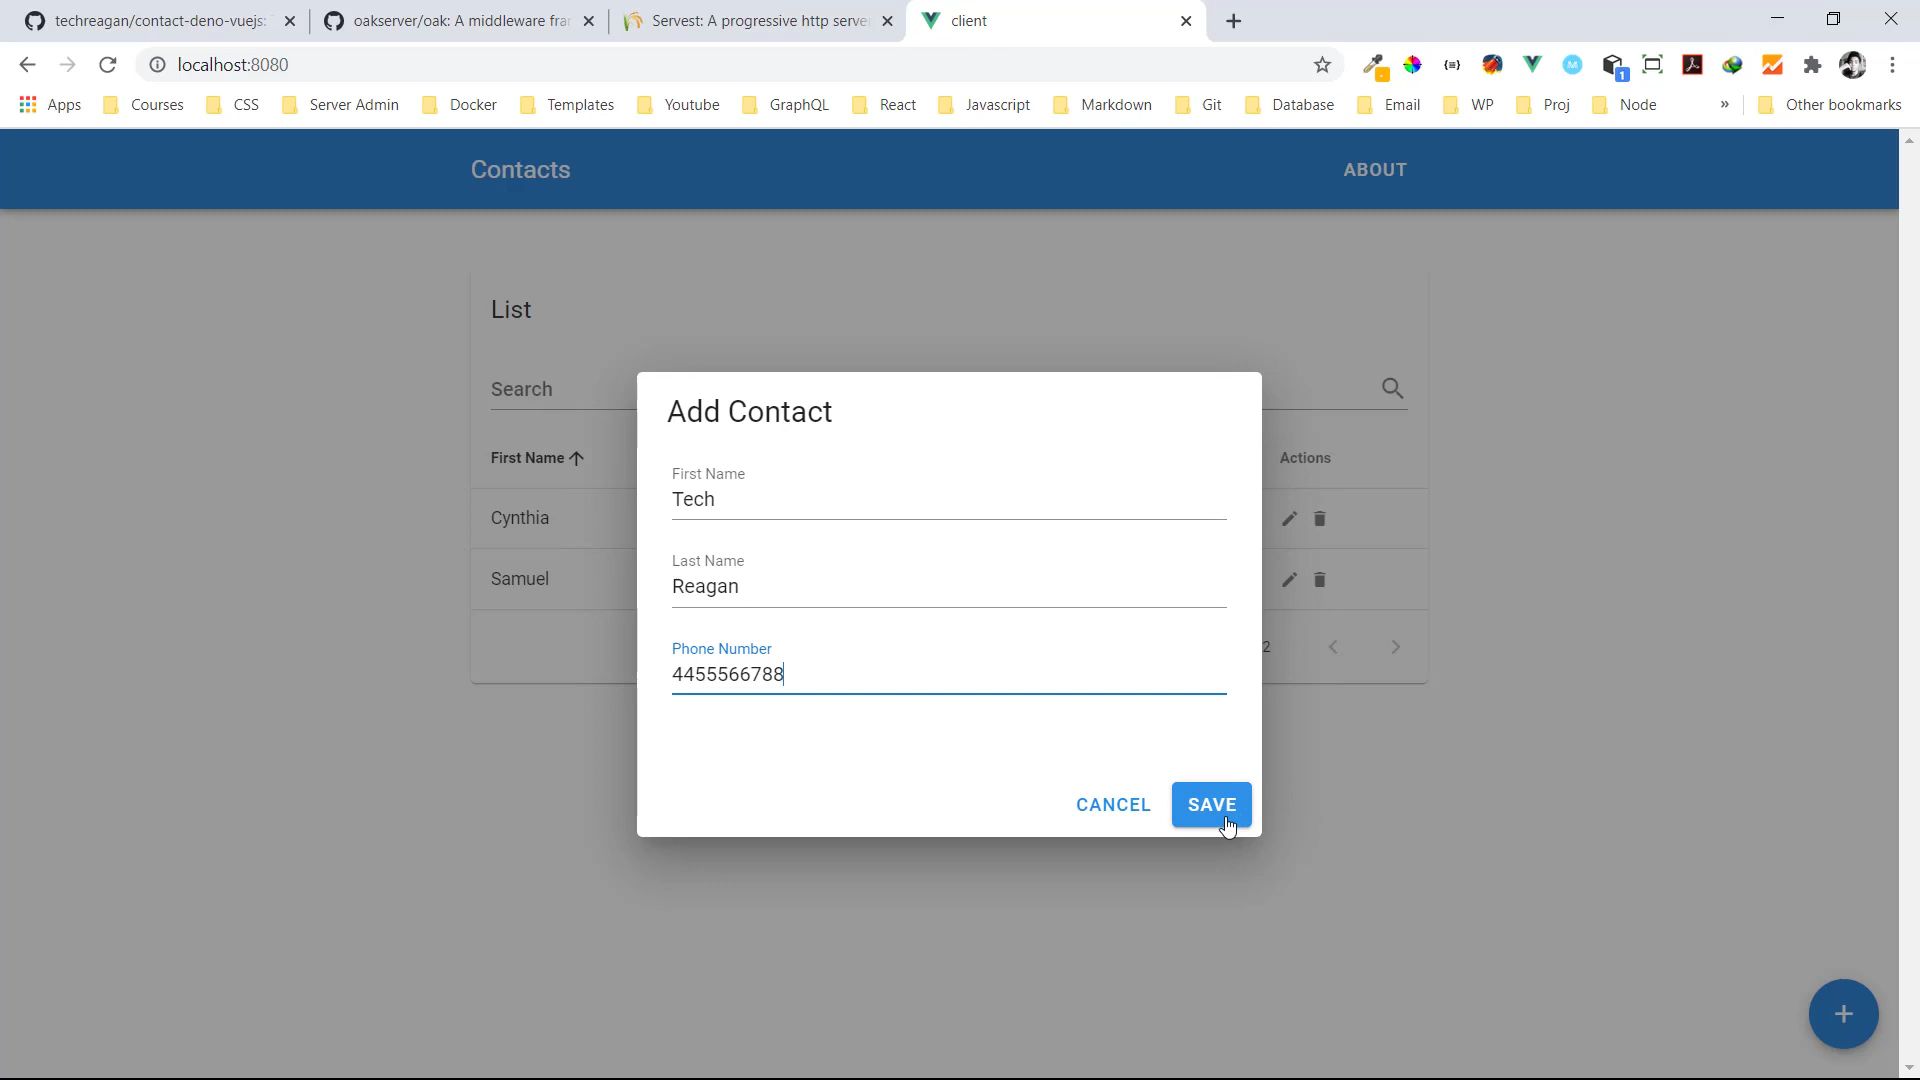 techreagan/contact-deno-vuejs:
oakserver/oak: A middleware fra
Servest: A progressive http serve
client
localhost:8080
1
Apps
Courses
CSS
Server Admin
Docker
Templates
Youtube
GraphQL
React
Javascript
Markdown
Git
Database
Email
WP
Proj
Node
»
Other bookmarks
Contacts
ABOUT
List
Search
First Name
Actions
Cynthia
Samuel
2
Add Contact
First Name
Tech
Last Name
Reagan
Phone Number
4455566788
CANCEL
SAVE